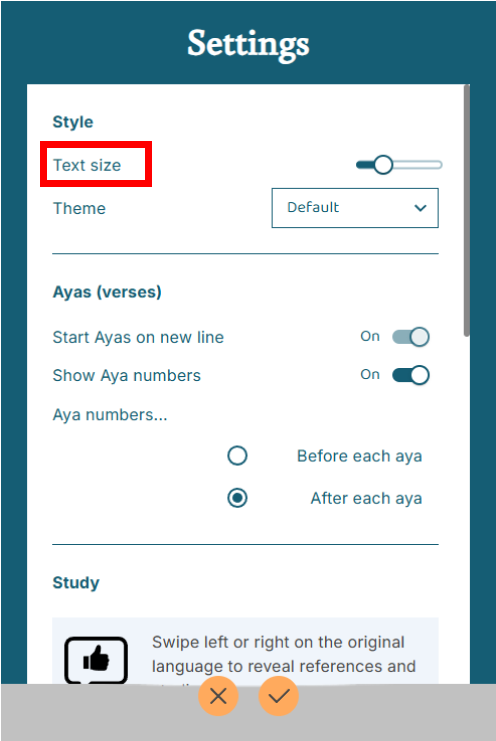 Settings
Style
Text size
Theme Default
Ayas (verses)
Start Ayas on new line On
Show Aya numbers On
Aya numbers...
Before each aya
After each aya
Study
Swipe left or right on the original
language to reveal references and